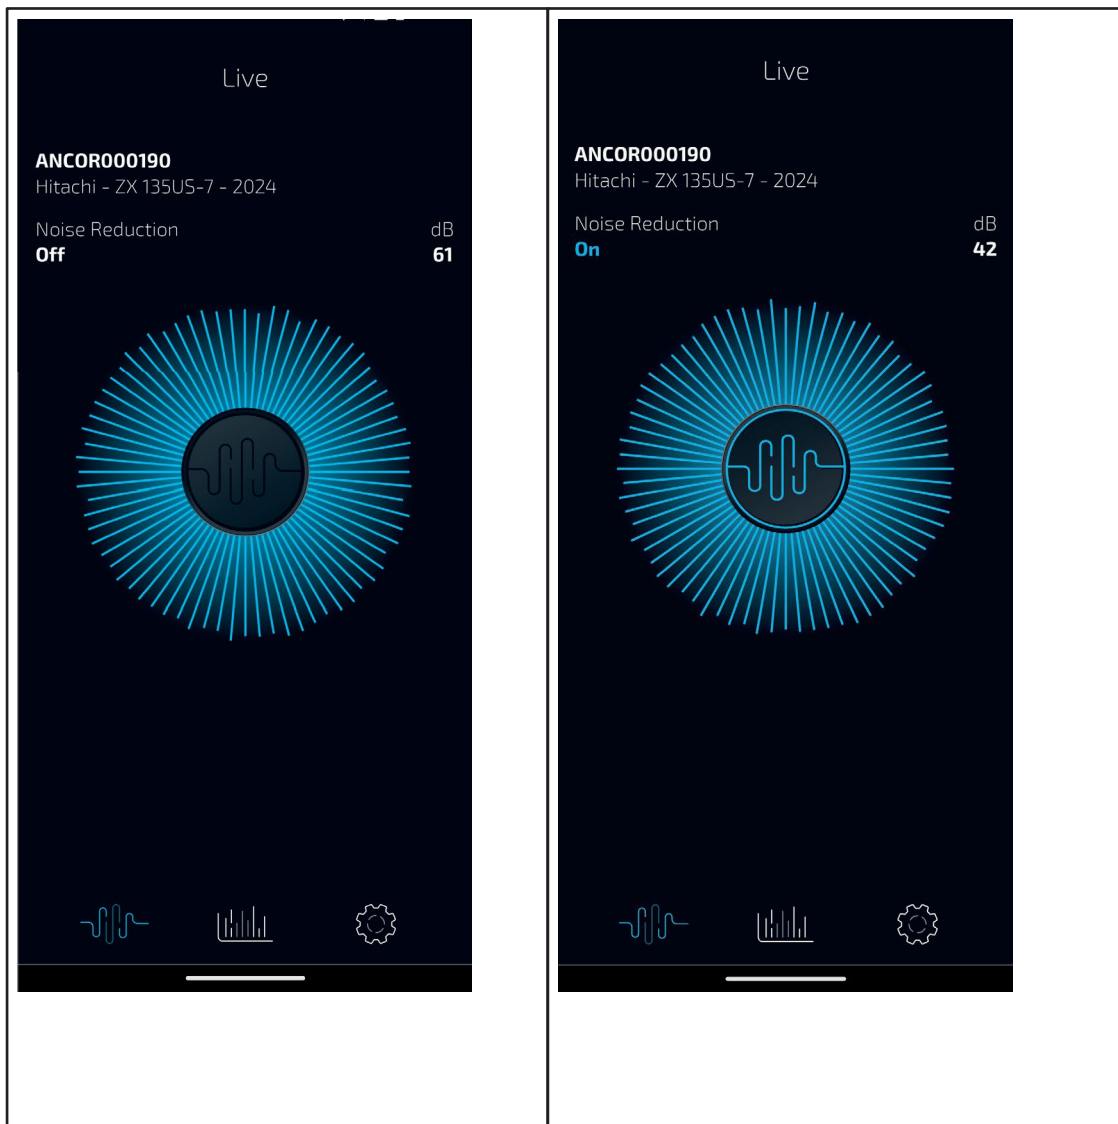 Live
ANCOR000190
Hitachi - ZX 135US-7 - 2024
Noise Reduction dB
Off 61
Live
ANCOR000190
Hitachi - ZX 135US-7 - 2024
Noise Reduction dB
On 42